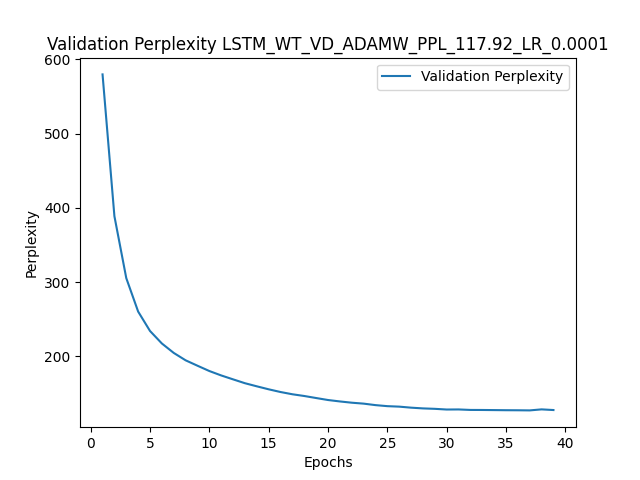 Validation Perplexity LSTM_WT_VD_ADAMW_PPL_117.92_LR_0.0001
Validation Perplexity
600
500
400
300
200
Perplexity
0 5 10 15 20 25 30 35 40
Epochs